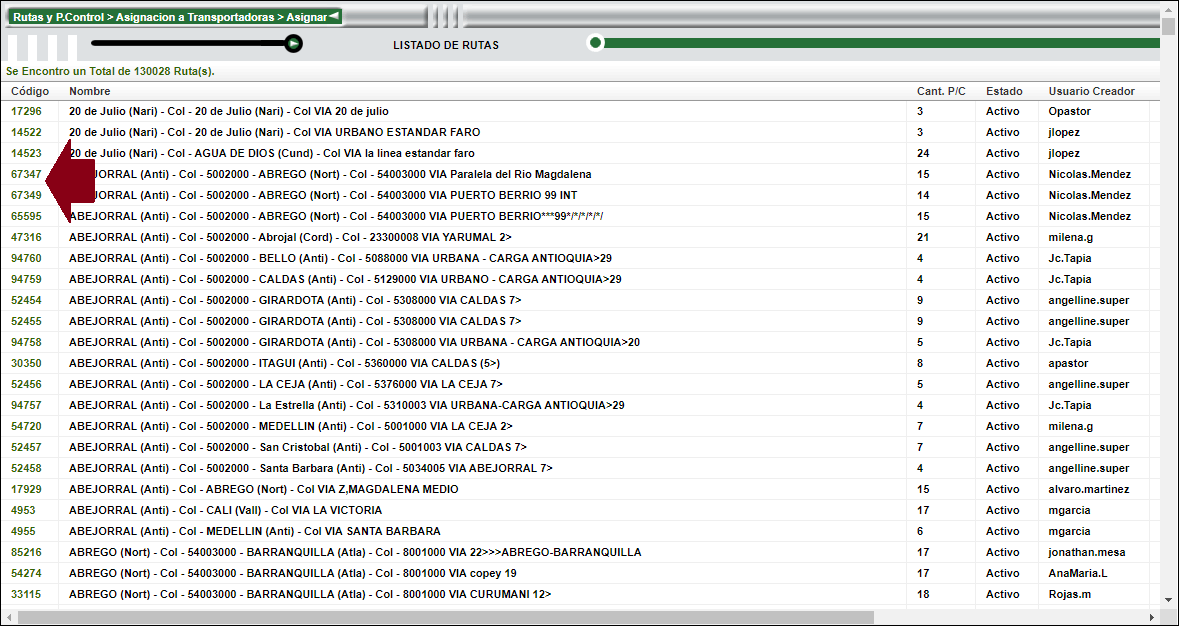 Rutas y P.Control > Asignacion a Transportadoras > Asignar
LISTADO DE RUTAS
Se Encontro un Total de 130028 Ruta(s).
Código Nombre Cant. P/C Estado Usuario Creador
17296 20 de Julio (Nari) - Col - 20 de Julio (Nari) - Col VIA 20 de julio 3 Activo Opastor
14522 20 de Julio (Nari) - Col - 20 de Julio (Nari) - Col VIA URBANO ESTANDAR FARO 3 Activo jlopez
14523 20 de Julio (Nari) - Col - AGUA DE DIOS (Cund) - Col VIA la linea estandar faro 24 Activo jlopez
67347 JORRAL (Anti) - Col - 5002000 - ABREGO (Nort) - Col - 54003000 VIA Paralela del Rio Magdalena 15 Activo Nicolas.Mendez
67349 JORRAL (Anti) - Col - 5002000 - ABREGO (Nort) - Col - 54003000 VIA PUERTO BERRIO 99 INT 14 Activo Nicolas.Mendez
65595 ABEJORRAL (Anti) - Col - 5002000 - ABREGO (Nort) - Col - 54003000 VIA PUERTO BERRIO***99*/*/*/*/ 15 Activo Nicolas.Mendez
47316 ABEJORRAL (Anti) - Col - 5002000 - Abrojal (Cord) - Col - 23300008 VIA YARUMAL 2> 21 Activo milena.g
94760 ABEJORRAL (Anti) - Col - 5002000 - BELLO (Anti) - Col - 5088000 VIA URBANA - CARGA ANTIOQUIA>29 4 Activo Jc.Tapia
94759 ABEJORRAL (Anti) - Col - 5002000 - CALDAS (Anti) - Col - 5129000 VIA URBANO - CARGA ANTIOQUIA>29 4 Activo Jc.Tapia
52454 ABEJORRAL (Anti) - Col - 5002000 - GIRARDOTA (Anti) - Col - 5308000 VIA CALDAS 7> 9 Activo angelline.super
52455 ABEJORRAL (Anti) - Col - 5002000 - GIRARDOTA (Anti) - Col - 5308000 VIA CALDAS 7> 9 Activo angelline.super
94758 ABEJORRAL (Anti) - Col - 5002000 - GIRARDOTA (Anti) - Col - 5308000 VIA URBANA - CARGA ANTIOQUIA>20 5 Activo Jc.Tapia
30350 ABEJORRAL (Anti) - Col - 5002000 - ITAGUI (Anti) - Col - 5360000 VIA CALDAS (5>) 8 Activo apastor
52456 ABEJORRAL (Anti) - Col - 5002000 - LA CEJA (Anti) - Col - 5376000 VIA LA CEJA 7> 5 Activo angelline.super
94757 ABEJORRAL (Anti) - Col - 5002000 - La Estrella (Anti) - Col - 5310003 VIA URBANA-CARGA ANTIOQUIA>29 4 Activo Jc.Tapia
54720 ABEJORRAL (Anti) - Col - 5002000 - MEDELLIN (Anti) - Col - 5001000 VIA LA CEJA 2> 7 Activo milena.g
52457 ABEJORRAL (Anti) - Col - 5002000 - San Cristobal (Anti) - Col - 5001003 VIA CALDAS 7> 7 Activo angelline.super
52458 ABEJORRAL (Anti) - Col - 5002000 - Santa Barbara (Anti) - Col - 5034005 VIA ABEJORRAL 7> 4 Activo angelline.super
17929 ABEJORRAL (Anti) - Col - ABREGO (Nort) - Col VIA Z,MAGDALENA MEDIO 15 Activo alvaro.martinez
4953 ABEJORRAL (Anti) - Col - CALI (Vall) - Col VIA LA VICTORIA 17 Activo mgarcia
4955 ABEJORRAL (Anti) - Col - MEDELLIN (Anti) - Col VIA SANTA BARBARA 6 Activo mgarcia
85216 ABREGO (Nort) - Col - 54003000 - BARRANQUILLA (Atla) - Col - 8001000 VIA 22>>>ABREGO-BARRANQUILLA 17 Activo jonathan.mesa
54274 ABREGO (Nort) - Col - 54003000 - BARRANQUILLA (Atla) - Col - 8001000 VIA copey 19 17 Activo AnaMaria.L
33115 ABREGO (Nort) - Col - 54003000 - BARRANQUILLA (Atla) - Col - 8001000 VIA CURUMANI 12> 18 Activo Rojas.m